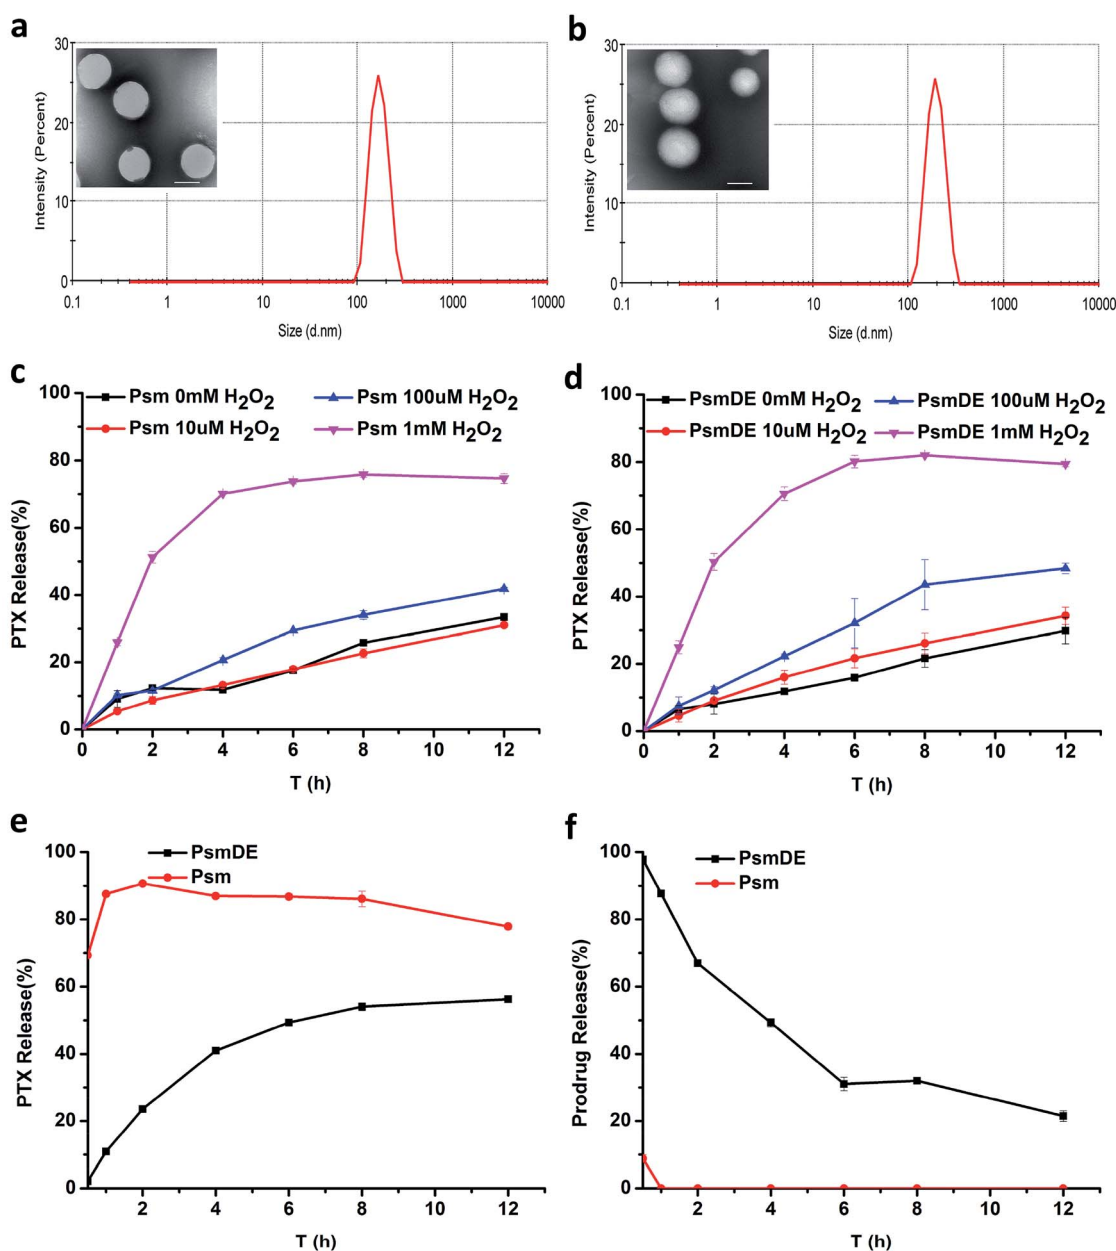 a
b
30
20
10
0
Intensity (Percent)
0.1 1 10 100 1000 10000
Size (d.nm)
30
20
10
0
Intensity (Percent)
0.1 1 10 100 1000 10000
Size (d.nm)
c
Psm 0mM H2O2 Psm 100uM H2O2
Psm 10uM H2O2 Psm 1mM H2O2
100
80
60
40
20
0
PTX Release(%)
0 2 4 6 8 10 12
T (h)
d
PsmDE 0mM H2O2 PsmDE 100uM H2O2
PsmDE 10uM H2O2 PsmDE 1mM H2O2
100
80
60
40
20
0
PTX Release(%)
0 2 4 6 8 10 12
T (h)
e
PsmDE
Psm
100
80
60
40
20
0
PTX Release(%)
2 4 6 8 10 12
T (h)
f
PsmDE
Psm
100
80
60
40
20
0
Prodrug Release(%)
2 4 6 8 10 12
T (h)